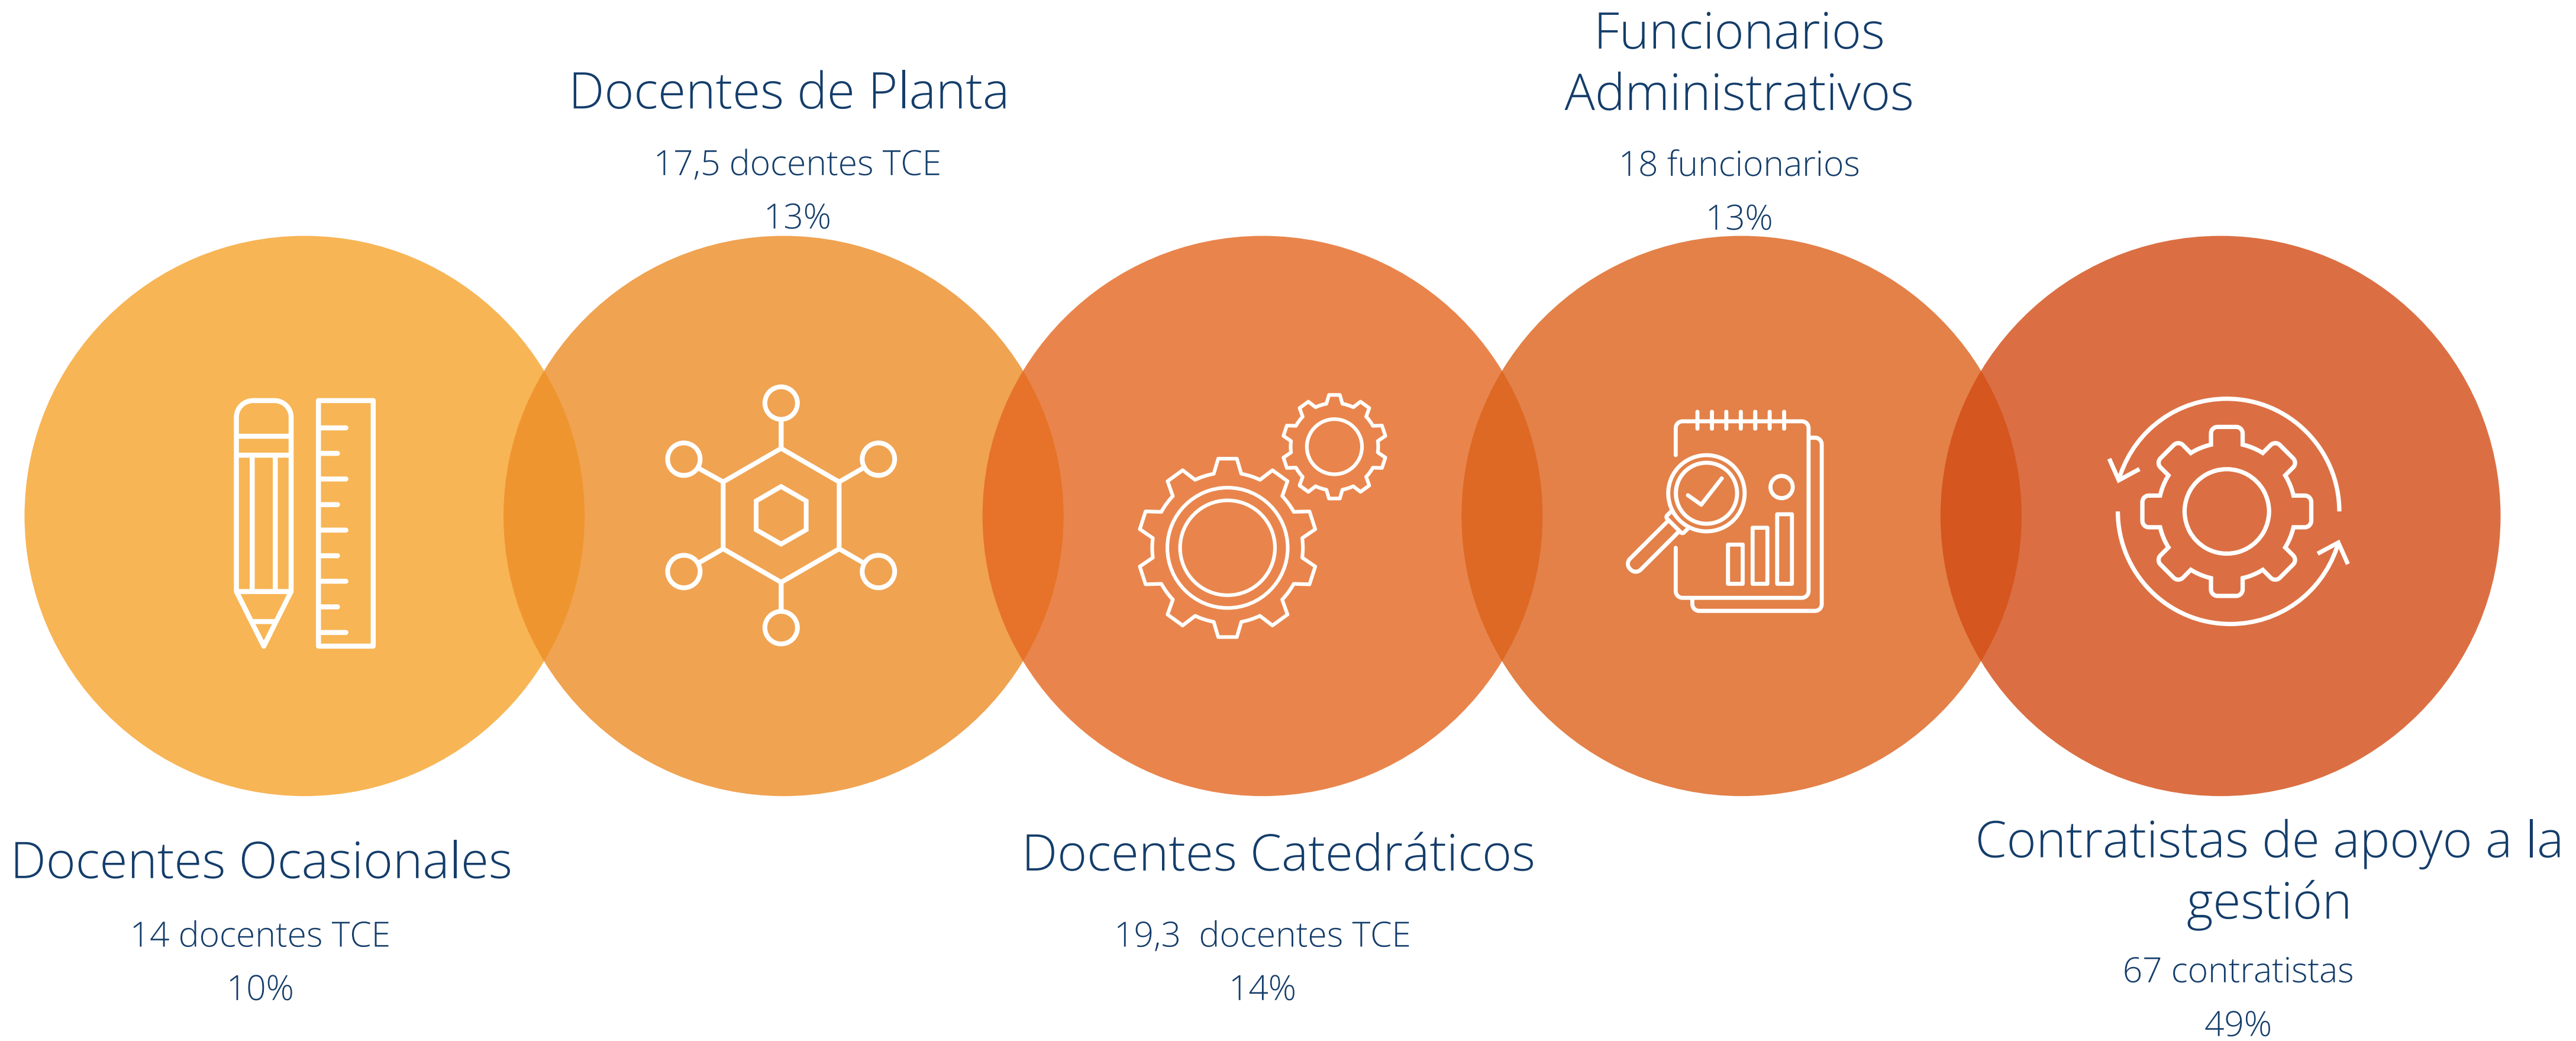 Docentes Ocasionales
14 docentes TCE
10%
Docentes de Planta
17,5 docentes TCE
13%
Docentes Catedráticos
19,3 docentes TCE
14%
Funcionarios
Administrativos
18 funcionarios
13%
Contratistas de apoyo a la
gestión
67 contratistas
49%